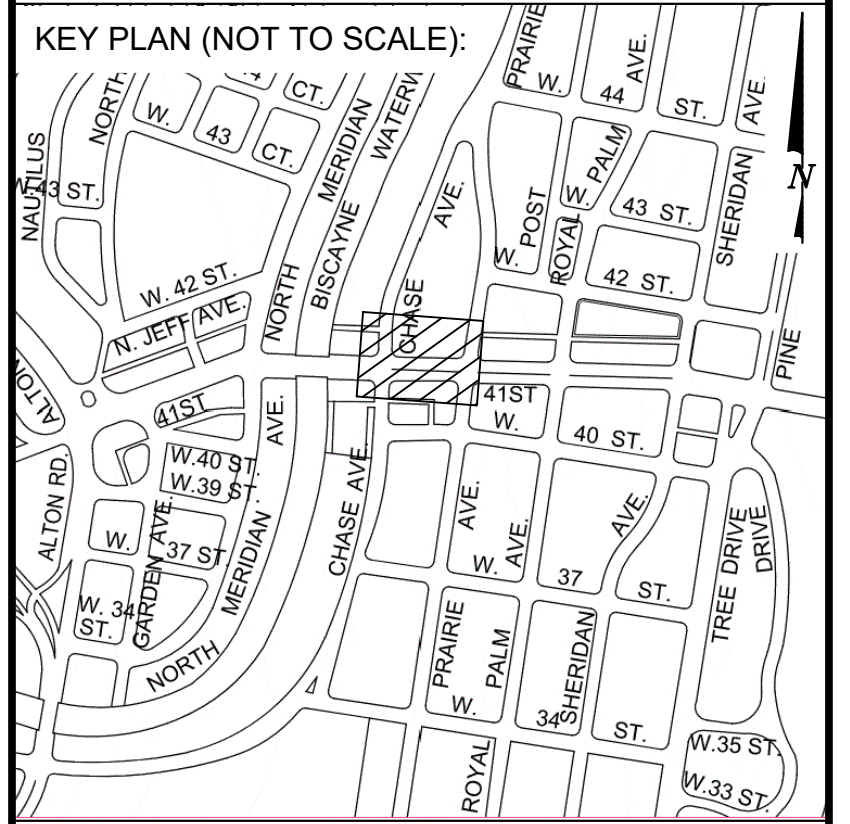 KEY PLAN (NOT TO SCALE):
PRAIRIE
W.
44
ST.
AVE.
AVE.
N
NAUTILUS
NORTH
W.
43
CT.
CT.
MERIDIAN
WATERW
W.43 ST.
BISCAYNE
NORTH
AVE.
CHASE
W.
POST
ROYAL
W.
PALM
43 ST.
SHERIDAN
42 ST.
W. 42 ST.
N. JEFF AVE.
PINE
ALTON
41ST
AVE.
41ST
W.
40 ST.
W.40 ST.
W.39 ST.
ALTON RD.
W.
GARDEN AVE.
37 ST.
MERIDIAN
CHASE AVE.
AVE.
AVE.
W.
37
ST.
AVE.
TREE DRIVE
DRIVE
W. 34
ST.
NORTH
PRAIRIE
PALM
W.
34
SHERIDAN
ST.
ROYAL
W.35 ST.
W.33 ST.